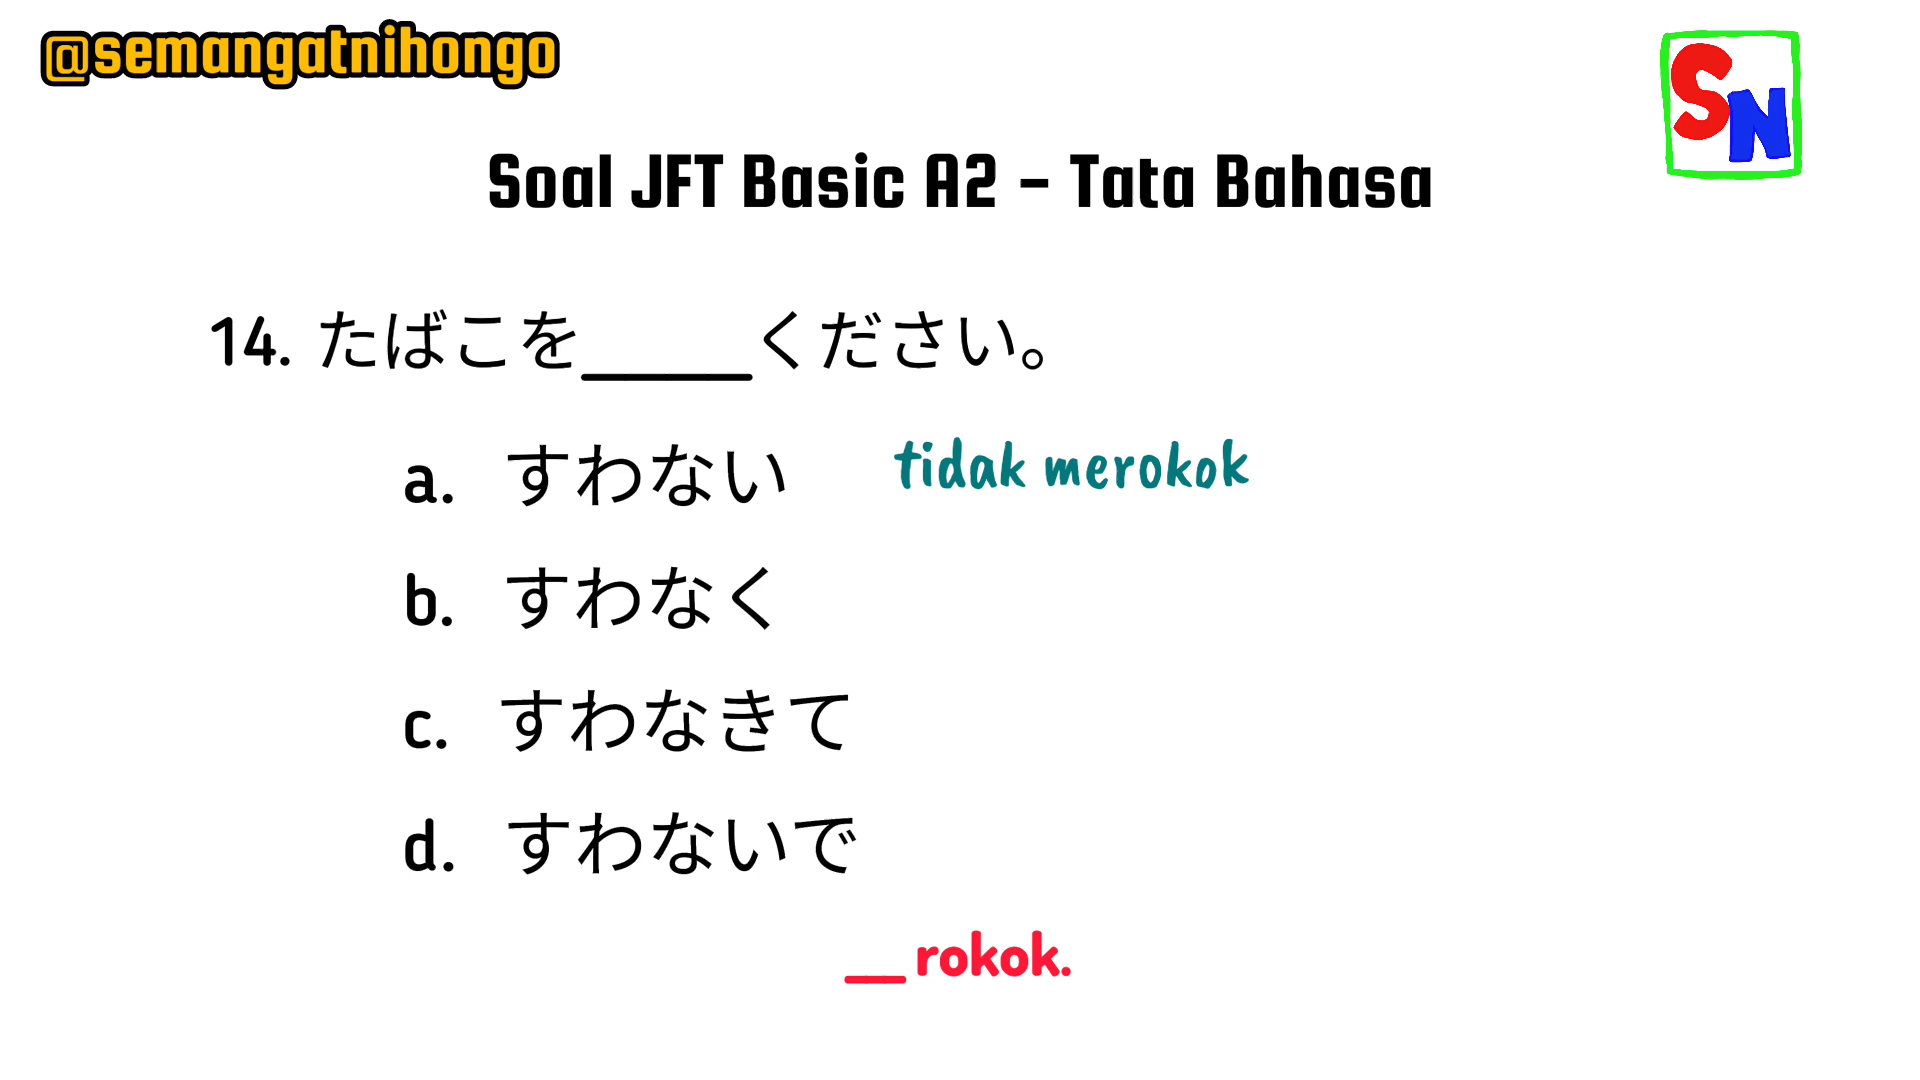 @semangatnihongo
SN
Soal JFT Basic A2 – Tata Bahasa
14. たばこを_____ください。
a. すわない tidak merokok
b. すわなく
c. すわなきて
d. すわないで
__ rokok.